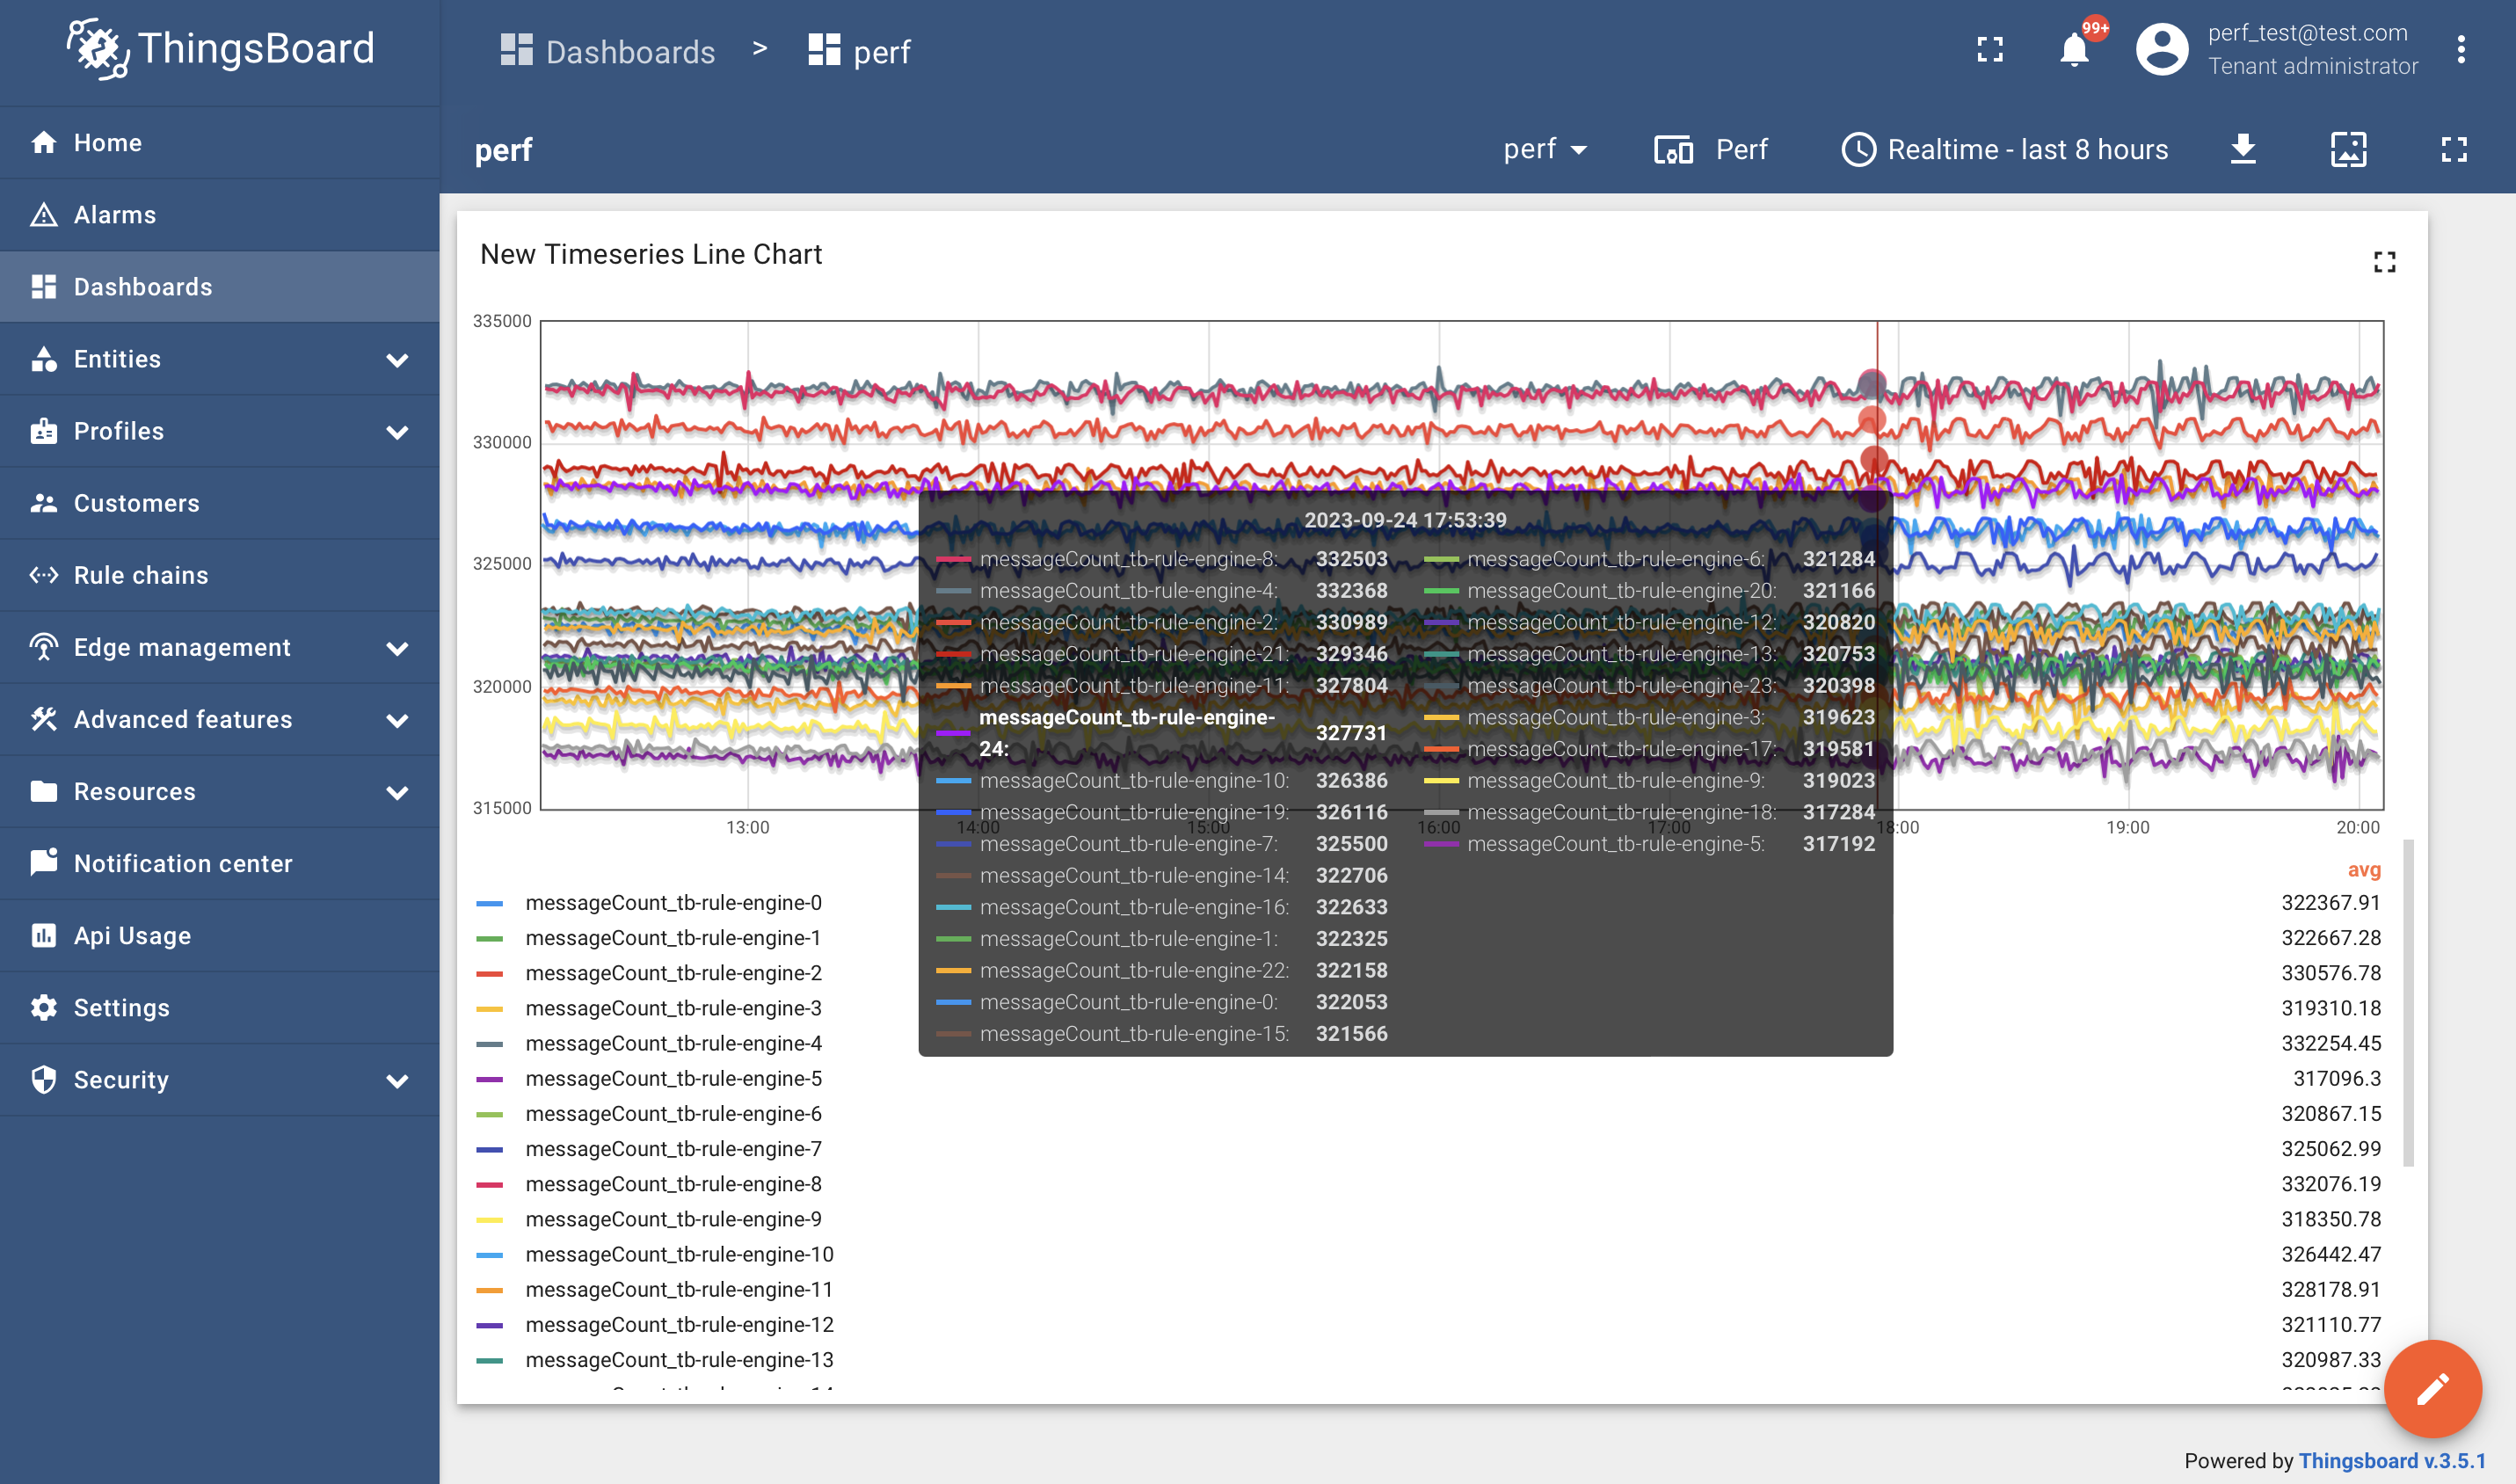 ThingsBoard
Home
Alarms
Dashboards
Entities
Profiles
Customers
Rule chains
Edge management
Advanced features
Resources
Notification center
Api Usage
Settings
Security
Dashboards > perf
99+
perf_test@test.com
Tenant administrator
perf
perf
Perf
Realtime - last 8 hours
New Timeseries Line Chart
335000
330000
325000
320000
315000
13:00
14:00
15:00
16:00
17:00
18:00
19:00
20:00
2023-09-24 17:53:39
messageCount_tb-rule-engine-8: 332503
messageCount_tb-rule-engine-4: 332368
messageCount_tb-rule-engine-2: 330989
messageCount_tb-rule-engine-21: 329346
messageCount_tb-rule-engine-11: 327804
messageCount_tb-rule-engine-
24: 327731
messageCount_tb-rule-engine-10: 326386
messageCount_tb-rule-engine-19: 326116
messageCount_tb-rule-engine-7: 325500
messageCount_tb-rule-engine-14: 322706
messageCount_tb-rule-engine-16: 322633
messageCount_tb-rule-engine-1: 322325
messageCount_tb-rule-engine-22: 322158
messageCount_tb-rule-engine-0: 322053
messageCount_tb-rule-engine-15: 321566
messageCount_tb-rule-engine-6: 321284
messageCount_tb-rule-engine-20: 321166
messageCount_tb-rule-engine-12: 320820
messageCount_tb-rule-engine-13: 320753
messageCount_tb-rule-engine-23: 320398
messageCount_tb-rule-engine-3: 319623
messageCount_tb-rule-engine-17: 319581
messageCount_tb-rule-engine-9: 319023
messageCount_tb-rule-engine-18: 317284
messageCount_tb-rule-engine-5: 317192
avg
messageCount_tb-rule-engine-0 322367.91
messageCount_tb-rule-engine-1 322667.28
messageCount_tb-rule-engine-2 330576.78
messageCount_tb-rule-engine-3 319310.18
messageCount_tb-rule-engine-4 332254.45
messageCount_tb-rule-engine-5 317096.3
messageCount_tb-rule-engine-6 320867.15
messageCount_tb-rule-engine-7 325062.99
messageCount_tb-rule-engine-8 332076.19
messageCount_tb-rule-engine-9 318350.78
messageCount_tb-rule-engine-10 326442.47
messageCount_tb-rule-engine-11 328178.91
messageCount_tb-rule-engine-12 321110.77
messageCount_tb-rule-engine-13 320987.33
Powered by Thingsboard v.3.5.1